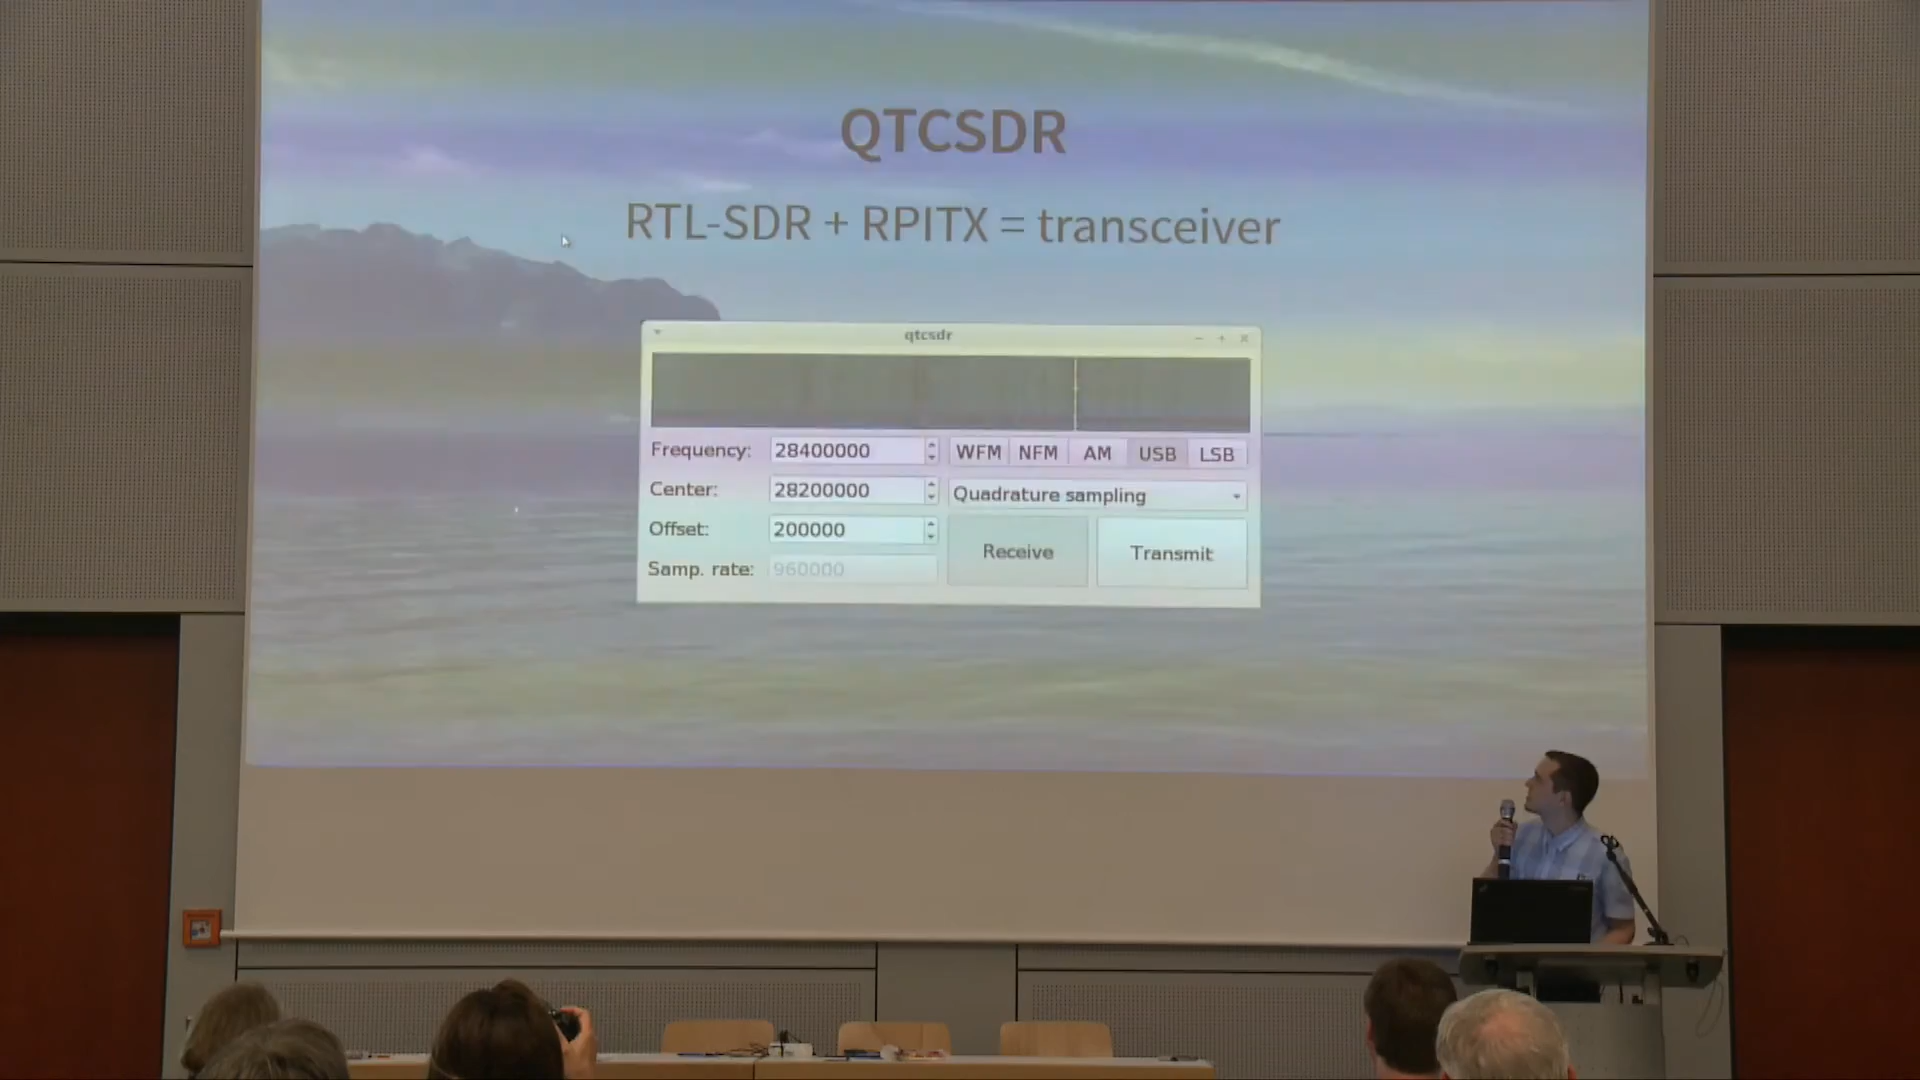 QTCSDR
RTL-SDR + RPITX = transceiver
qtcsdr
Frequency: 28400000 WFM NFM AM USB LSB
Center: 28200000 Quadrature sampling
Offset: 200000 Receive Transmit
Samp. rate: 960000